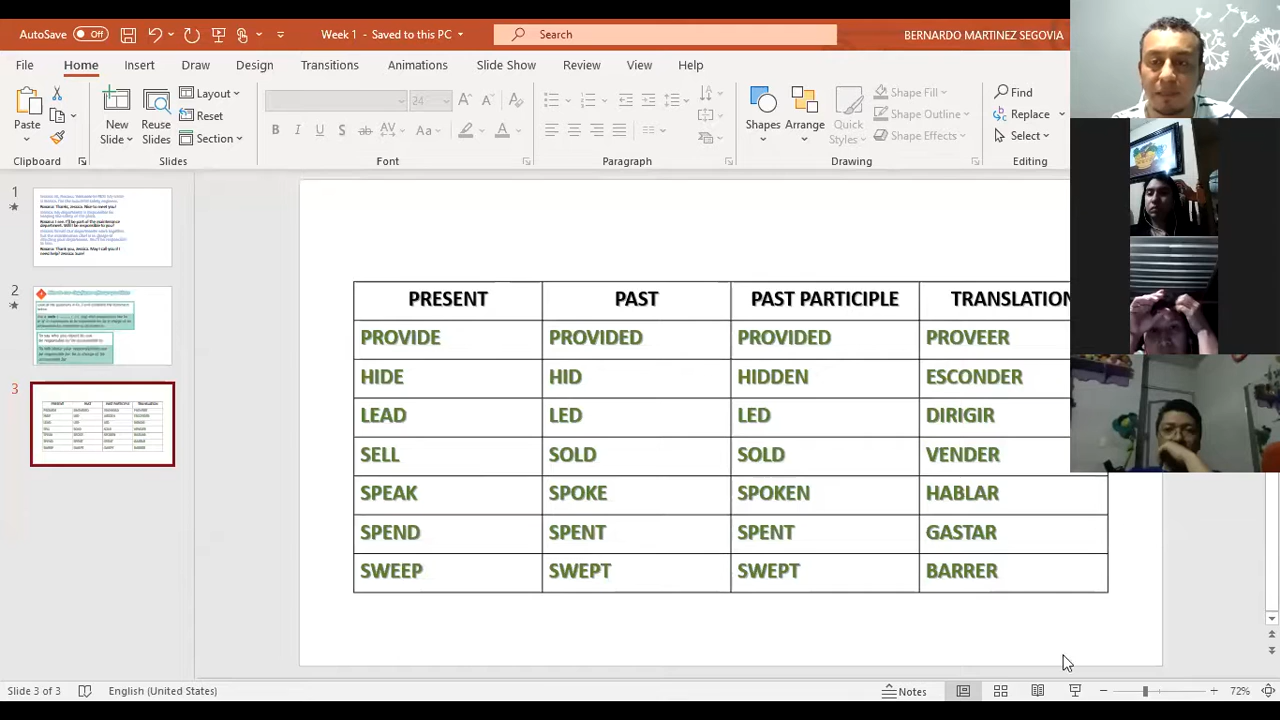 AutoSave Off Week 1 - Saved to this PC Search BERNARDO MARTINEZ SEGOVIA
File Home Insert Draw Design Transitions Animations Slide Show Review View Help
Paste New Slide Reuse Slides Layout Reset Section 24 Shapes Arrange Quick Styles Shape Fill Shape Outline Shape Effects Find Replace Select
Clipboard Slides Font Paragraph Drawing Editing
1
2
3
PRESENT PAST PAST PARTICIPLE TRANSLATION
PROVIDE PROVIDED PROVIDED PROVEER
HIDE HID HIDDEN ESCONDER
LEAD LED LED DIRIGIR
SELL SOLD SOLD VENDER
SPEAK SPOKE SPOKEN HABLAR
SPEND SPENT SPENT GASTAR
SWEEP SWEPT SWEPT BARRER
Slide 3 of 3 English (United States) Notes 72%